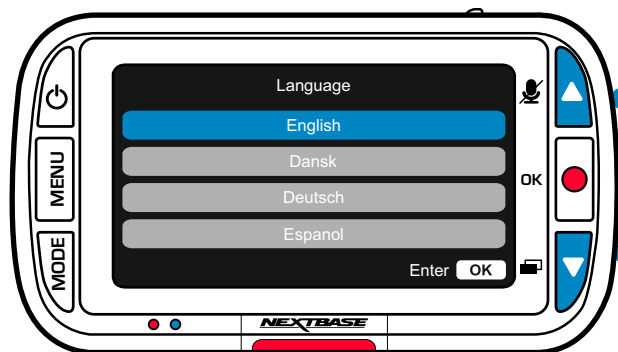 Language
English
Dansk
Deutsch
Espanol
Enter OK
MENU
MODE
OK
NEXTBASE